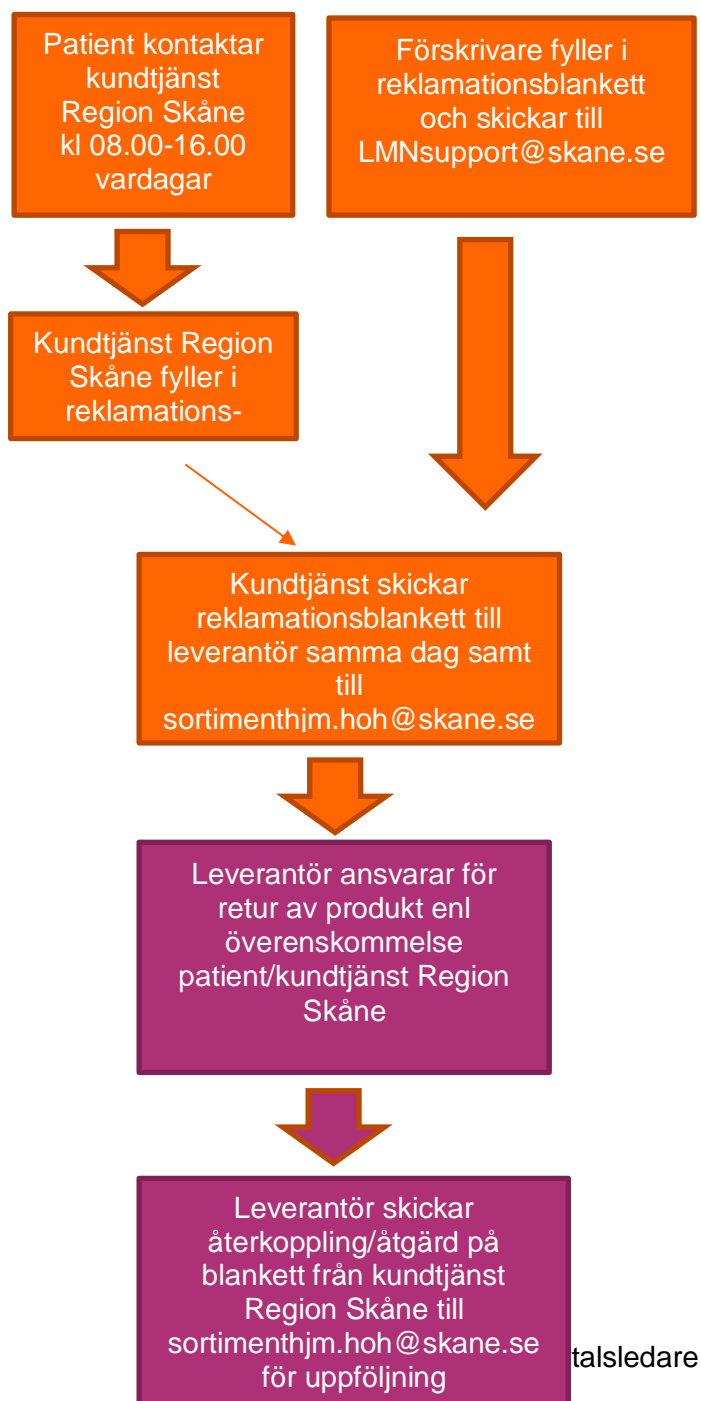 Patient kontaktar
kundtjänst
Region Skåne
kl 08.00-16.00
vardagar
Förskrivare fyller i
reklamationsblankett
och skickar till
LMNsupport@skane.se
Kundtjänst Region
Skåne fyller i
reklamations-
Kundtjänst skickar
reklamationsblankett till
leverantör samma dag samt
till
sortimenthjm.hoh@skane.se
Leverantör ansvarar för
retur av produkt enl
överenskommelse
patient/kundtjänst Region
Skåne
Leverantör skickar
återkoppling/åtgärd på
blankett från kundtjänst
Region Skåne till
sortimenthjm.hoh@skane.se
för uppföljning
talsledare